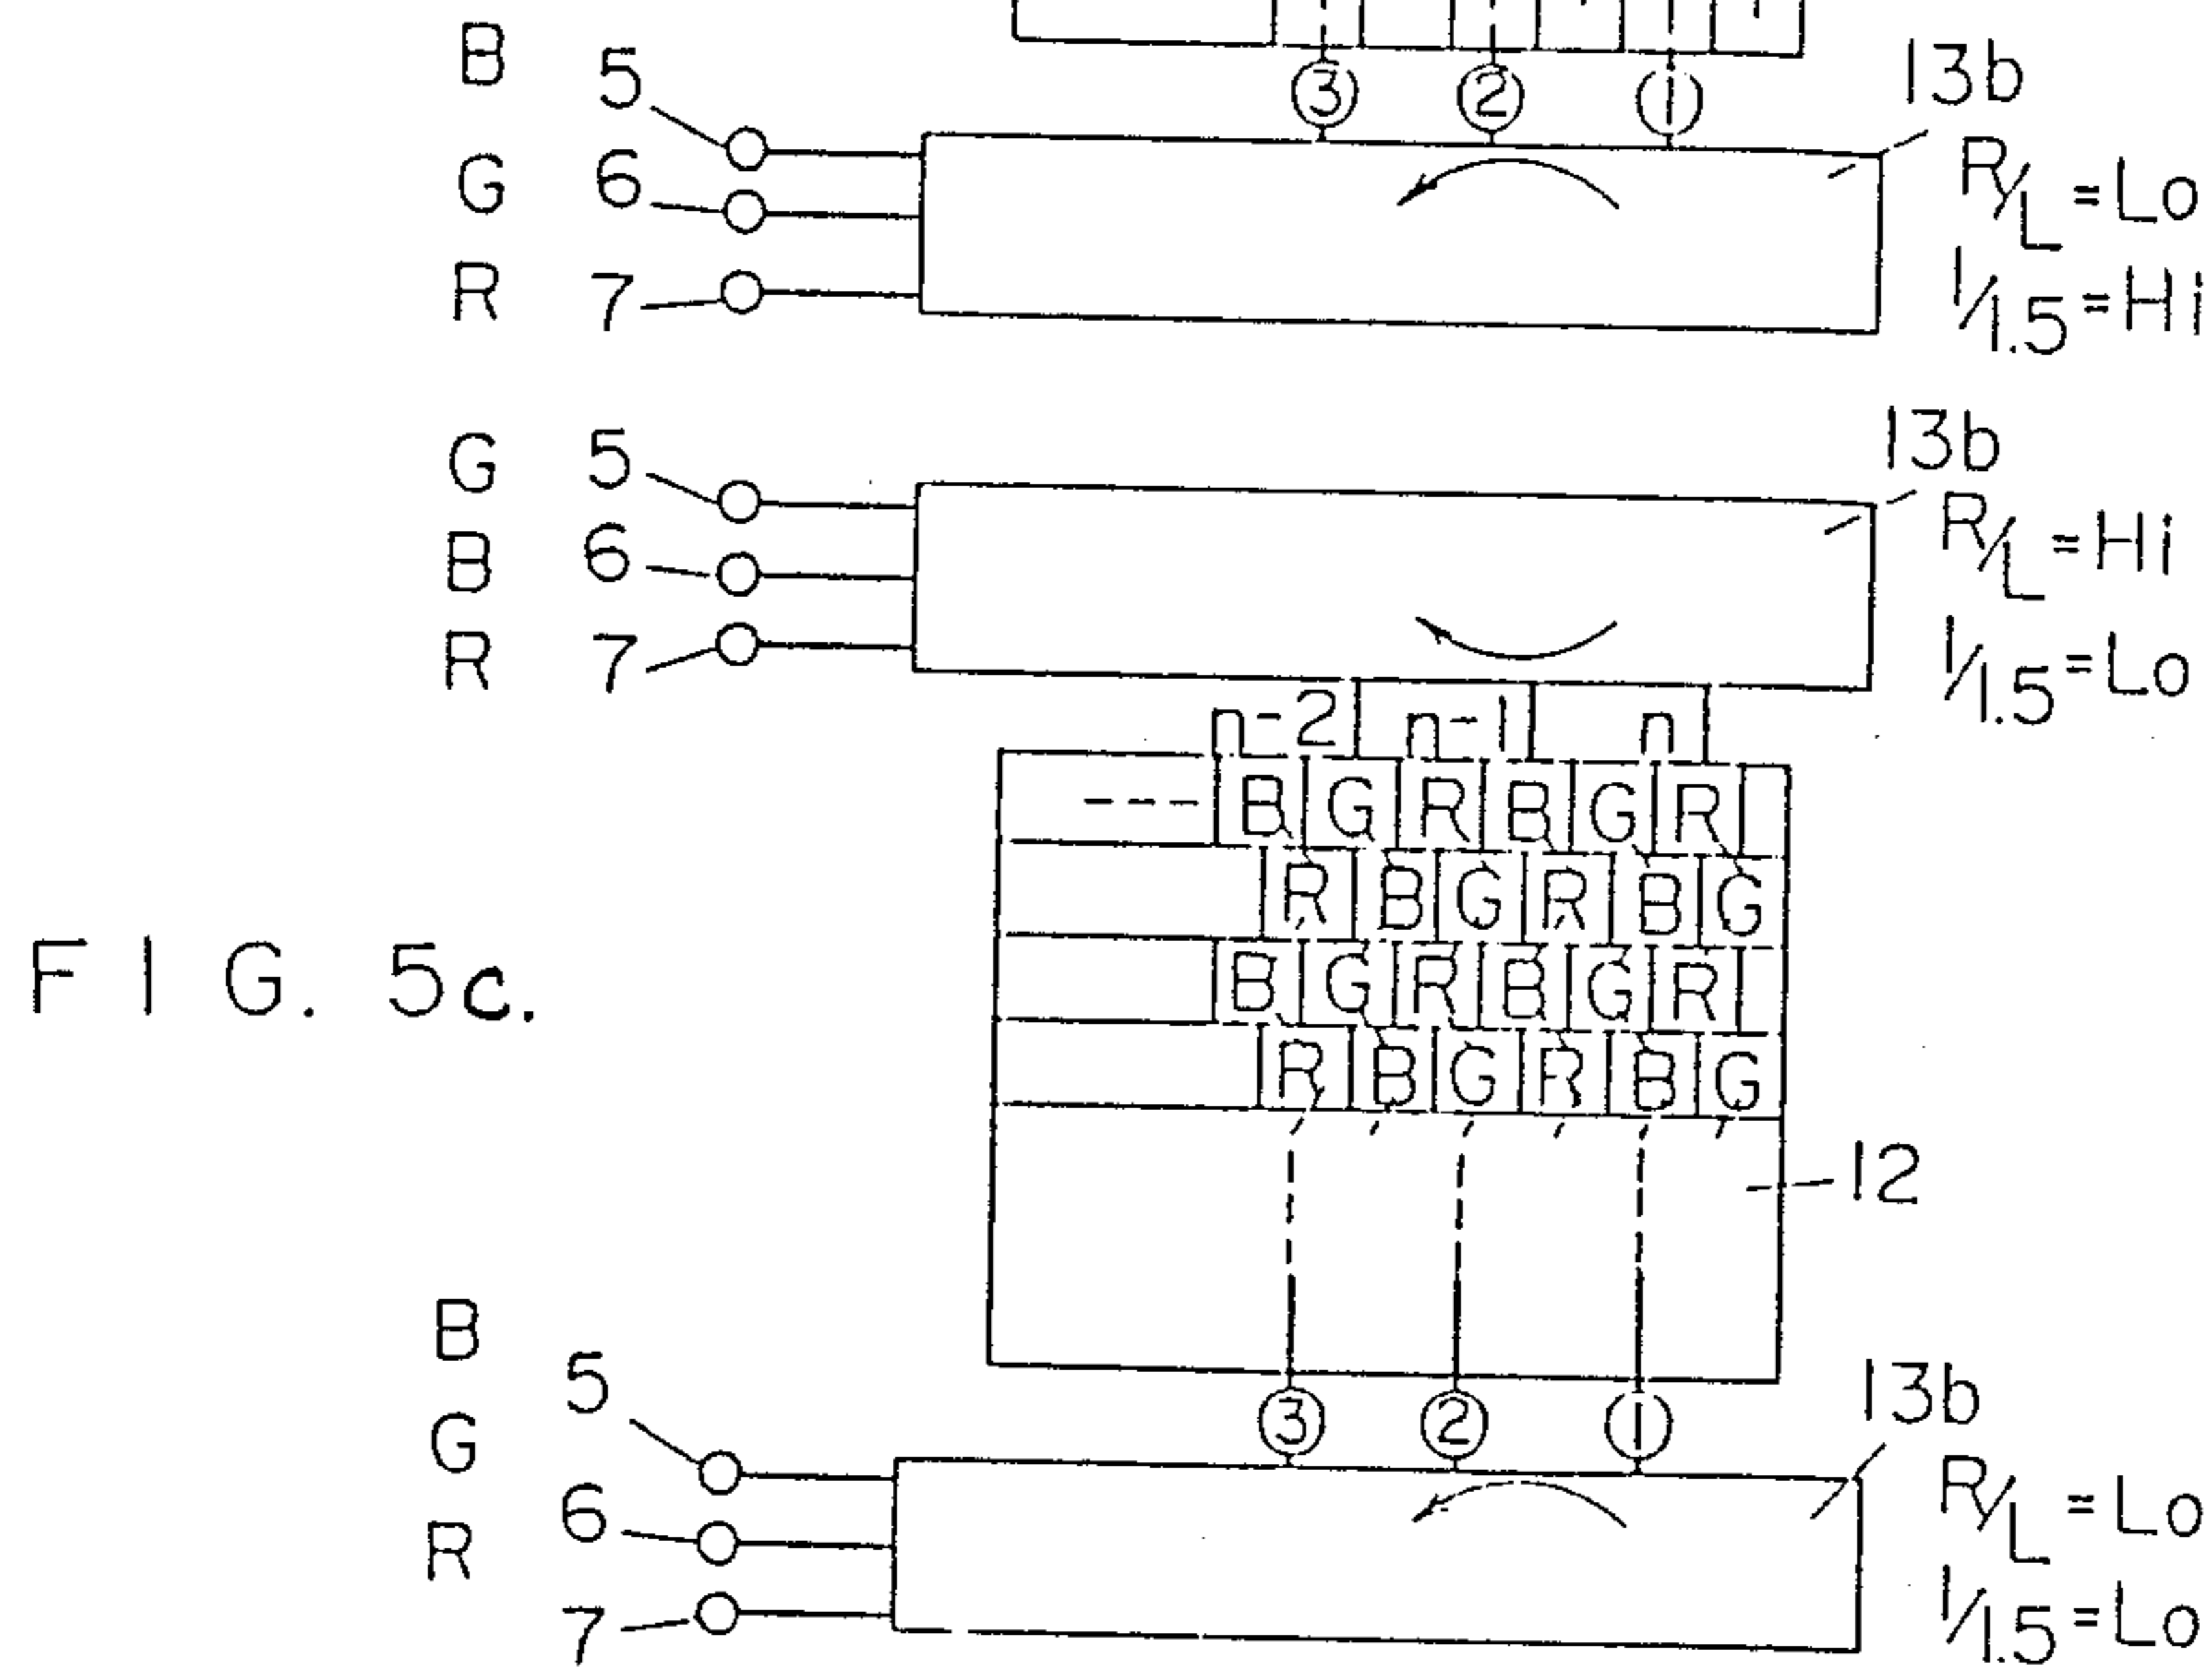 ③ ② ①
B 5 13b
G 6 R/L = Lo
R 7 1/1.5 = Hi
G 5 13b
B 6 R/L = Hi
R 7 1/1.5 = Lo
n-2 n-1 n
--- B G R B G R
R B G R B G
B G R B G R
FIG. 5c.
R B G R B G
12
B
5 ③ ② ① 13b
G
6 R/L = Lo
R
7 1/1.5 = Lo